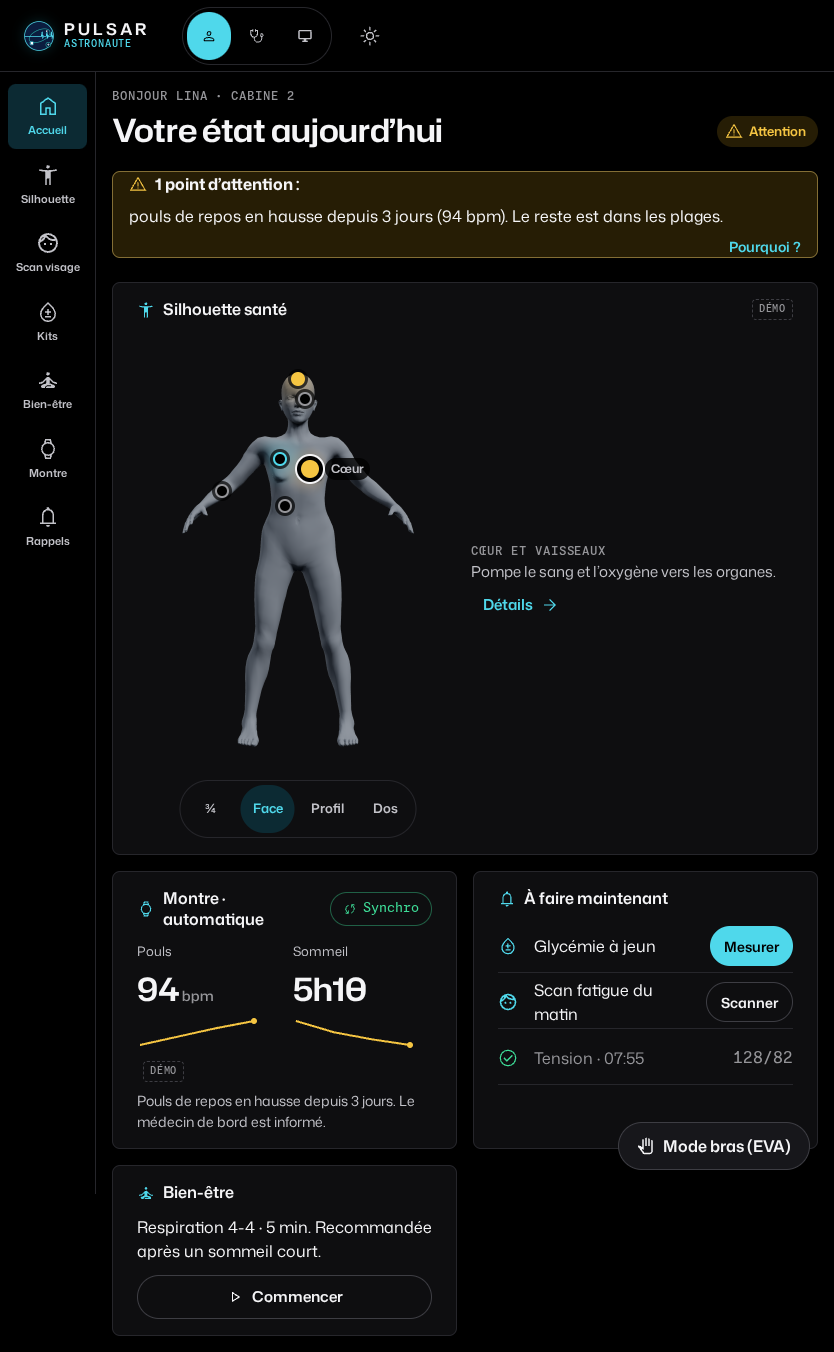 PULSAR
ASTRONAUTE
BONJOUR LINA · CABINE 2
Votre état aujourd’hui
Attention
1 point d’attention :
pouls de repos en hausse depuis 3 jours (94 bpm). Le reste est dans les plages.
Pourquoi ?
Accueil
Silhouette
Scan visage
Kits
Bien-être
Montre
Rappels
Silhouette santé
DÉMO
Cœur
CŒUR ET VAISSEAUX
Pompe le sang et l’oxygène vers les organes.
Détails
¾ Face Profil Dos
Montre ·
automatique
Synchro
Pouls
94 bpm
Sommeil
5h10
DÉMO
Pouls de repos en hausse depuis 3 jours. Le
médecin de bord est informé.
À faire maintenant
Glycémie à jeun
Mesurer
Scan fatigue du
matin
Scanner
Tension · 07:55
128/82
Mode bras (EVA)
Bien-être
Respiration 4-4 · 5 min. Recommandée
après un sommeil court.
Commencer